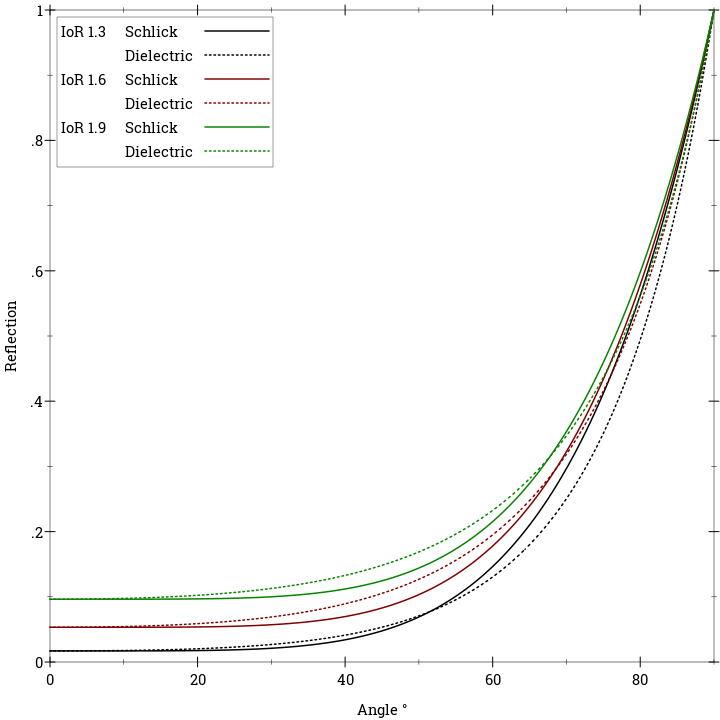 1
IoR 1.3 Schlick
Dielectric
IoR 1.6 Schlick
Dielectric
IoR 1.9 Schlick
Dielectric
.8
.6
Reflection
.4
.2
0
0 20 40 60 80
Angle °